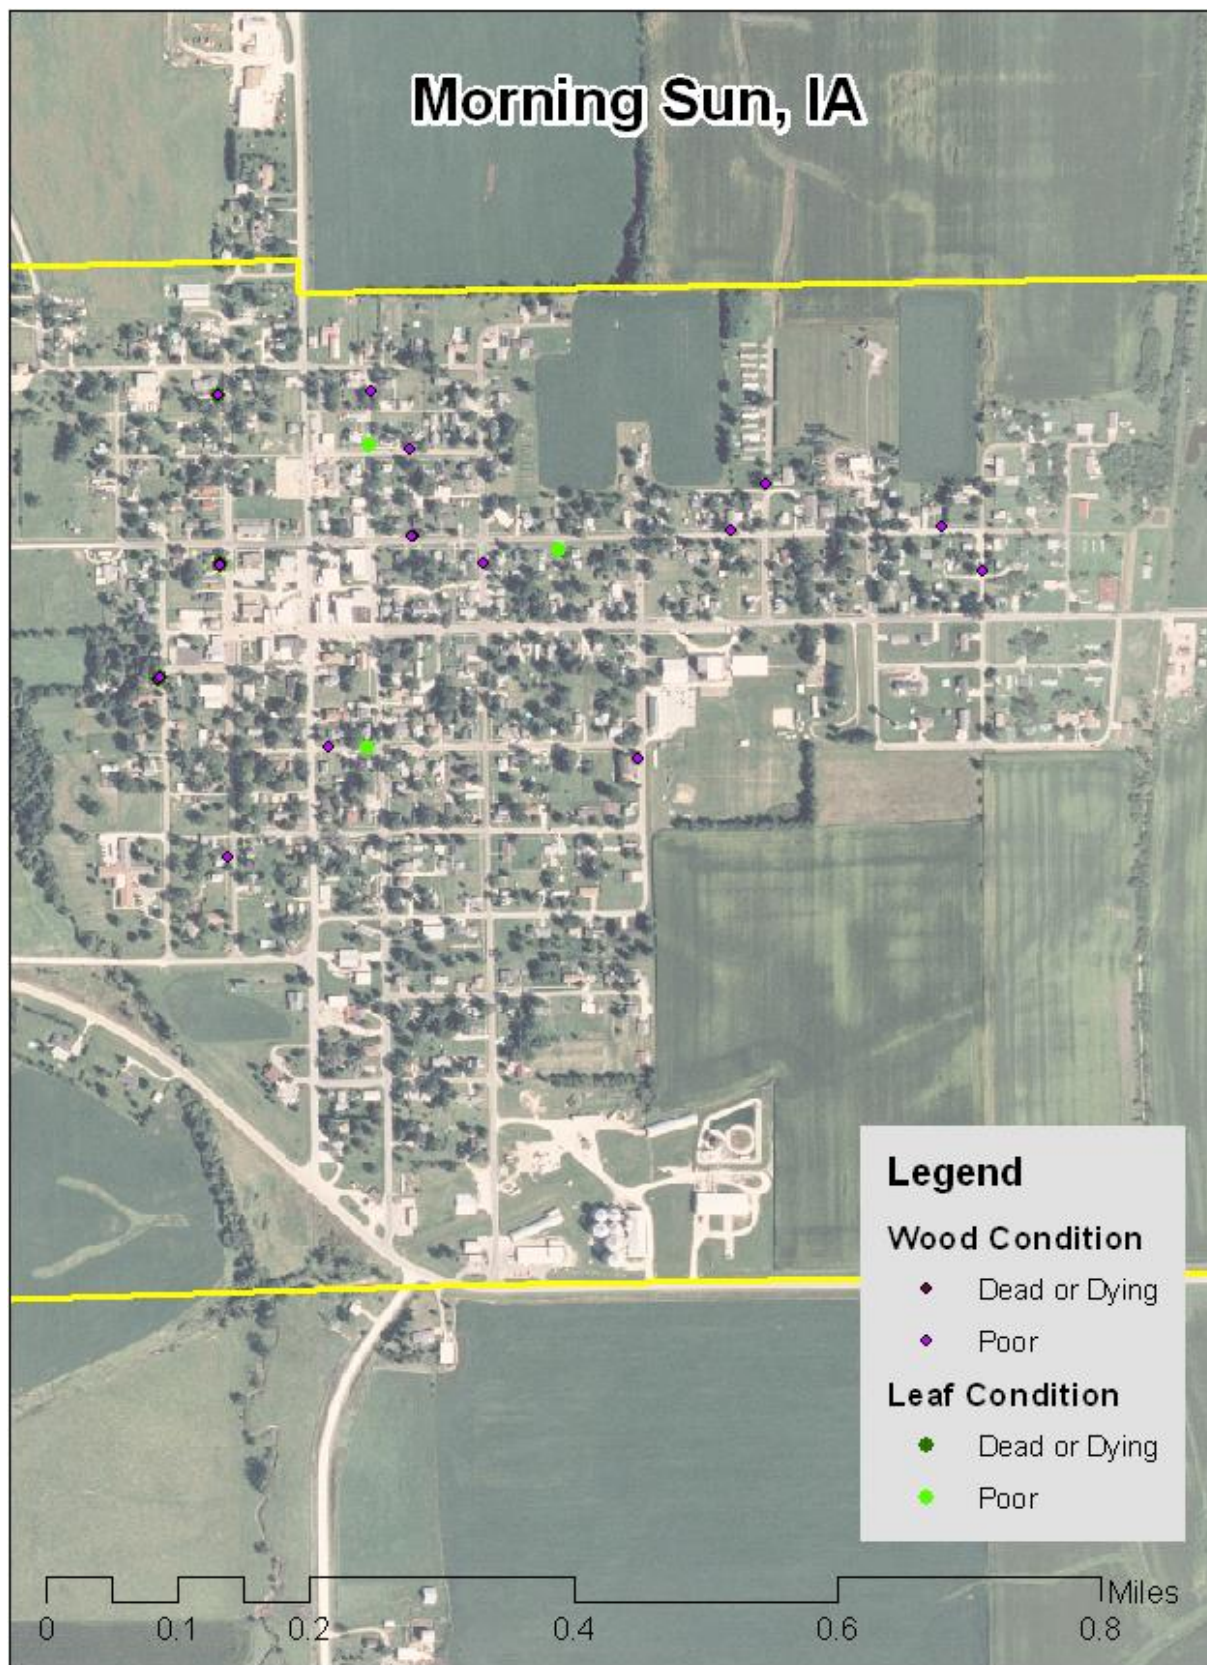 Morning Sun, IA
Legend
Wood Condition
Dead or Dying
Poor
Leaf Condition
Dead or Dying
Poor
Miles
0 0.1 0.2 0.4 0.6 0.8